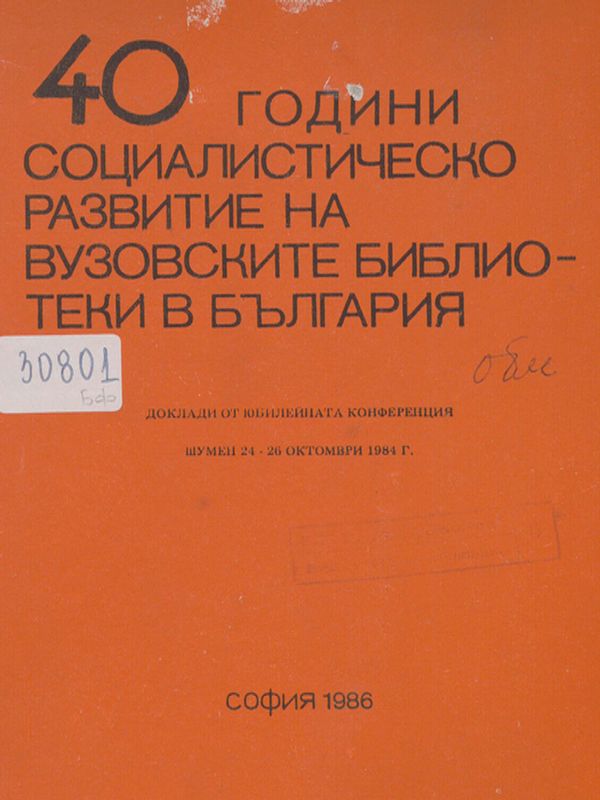 40 ГОДИНИ
СОЦИАЛИСТИЧЕСКО
РАЗВИТИЕ НА
ВУЗОВСКИТЕ БИБЛИО-
ТЕКИ В БЪЛГАРИЯ
30801
Бф
ДОКЛАДИ ОТ ЮБИЛЕЙНАТА КОНФЕРЕНЦИЯ
ШУМЕН 24 - 26 ОКТОМВРИ 1984 Г.
СОФИЯ 1986